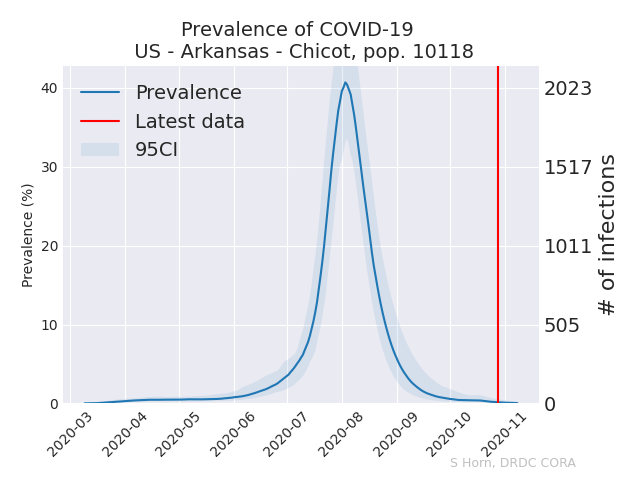 Prevalence of COVID-19
US - Arkansas - Chicot, pop. 10118
Prevalence
Latest data
95CI
Prevalence (%)
40
30
20
10
0
2023
1517
1011
505
0
# of infections
2020-03
2020-04
2020-05
2020-06
2020-07
2020-08
2020-09
2020-10
2020-11
S Horn, DRDC CORA